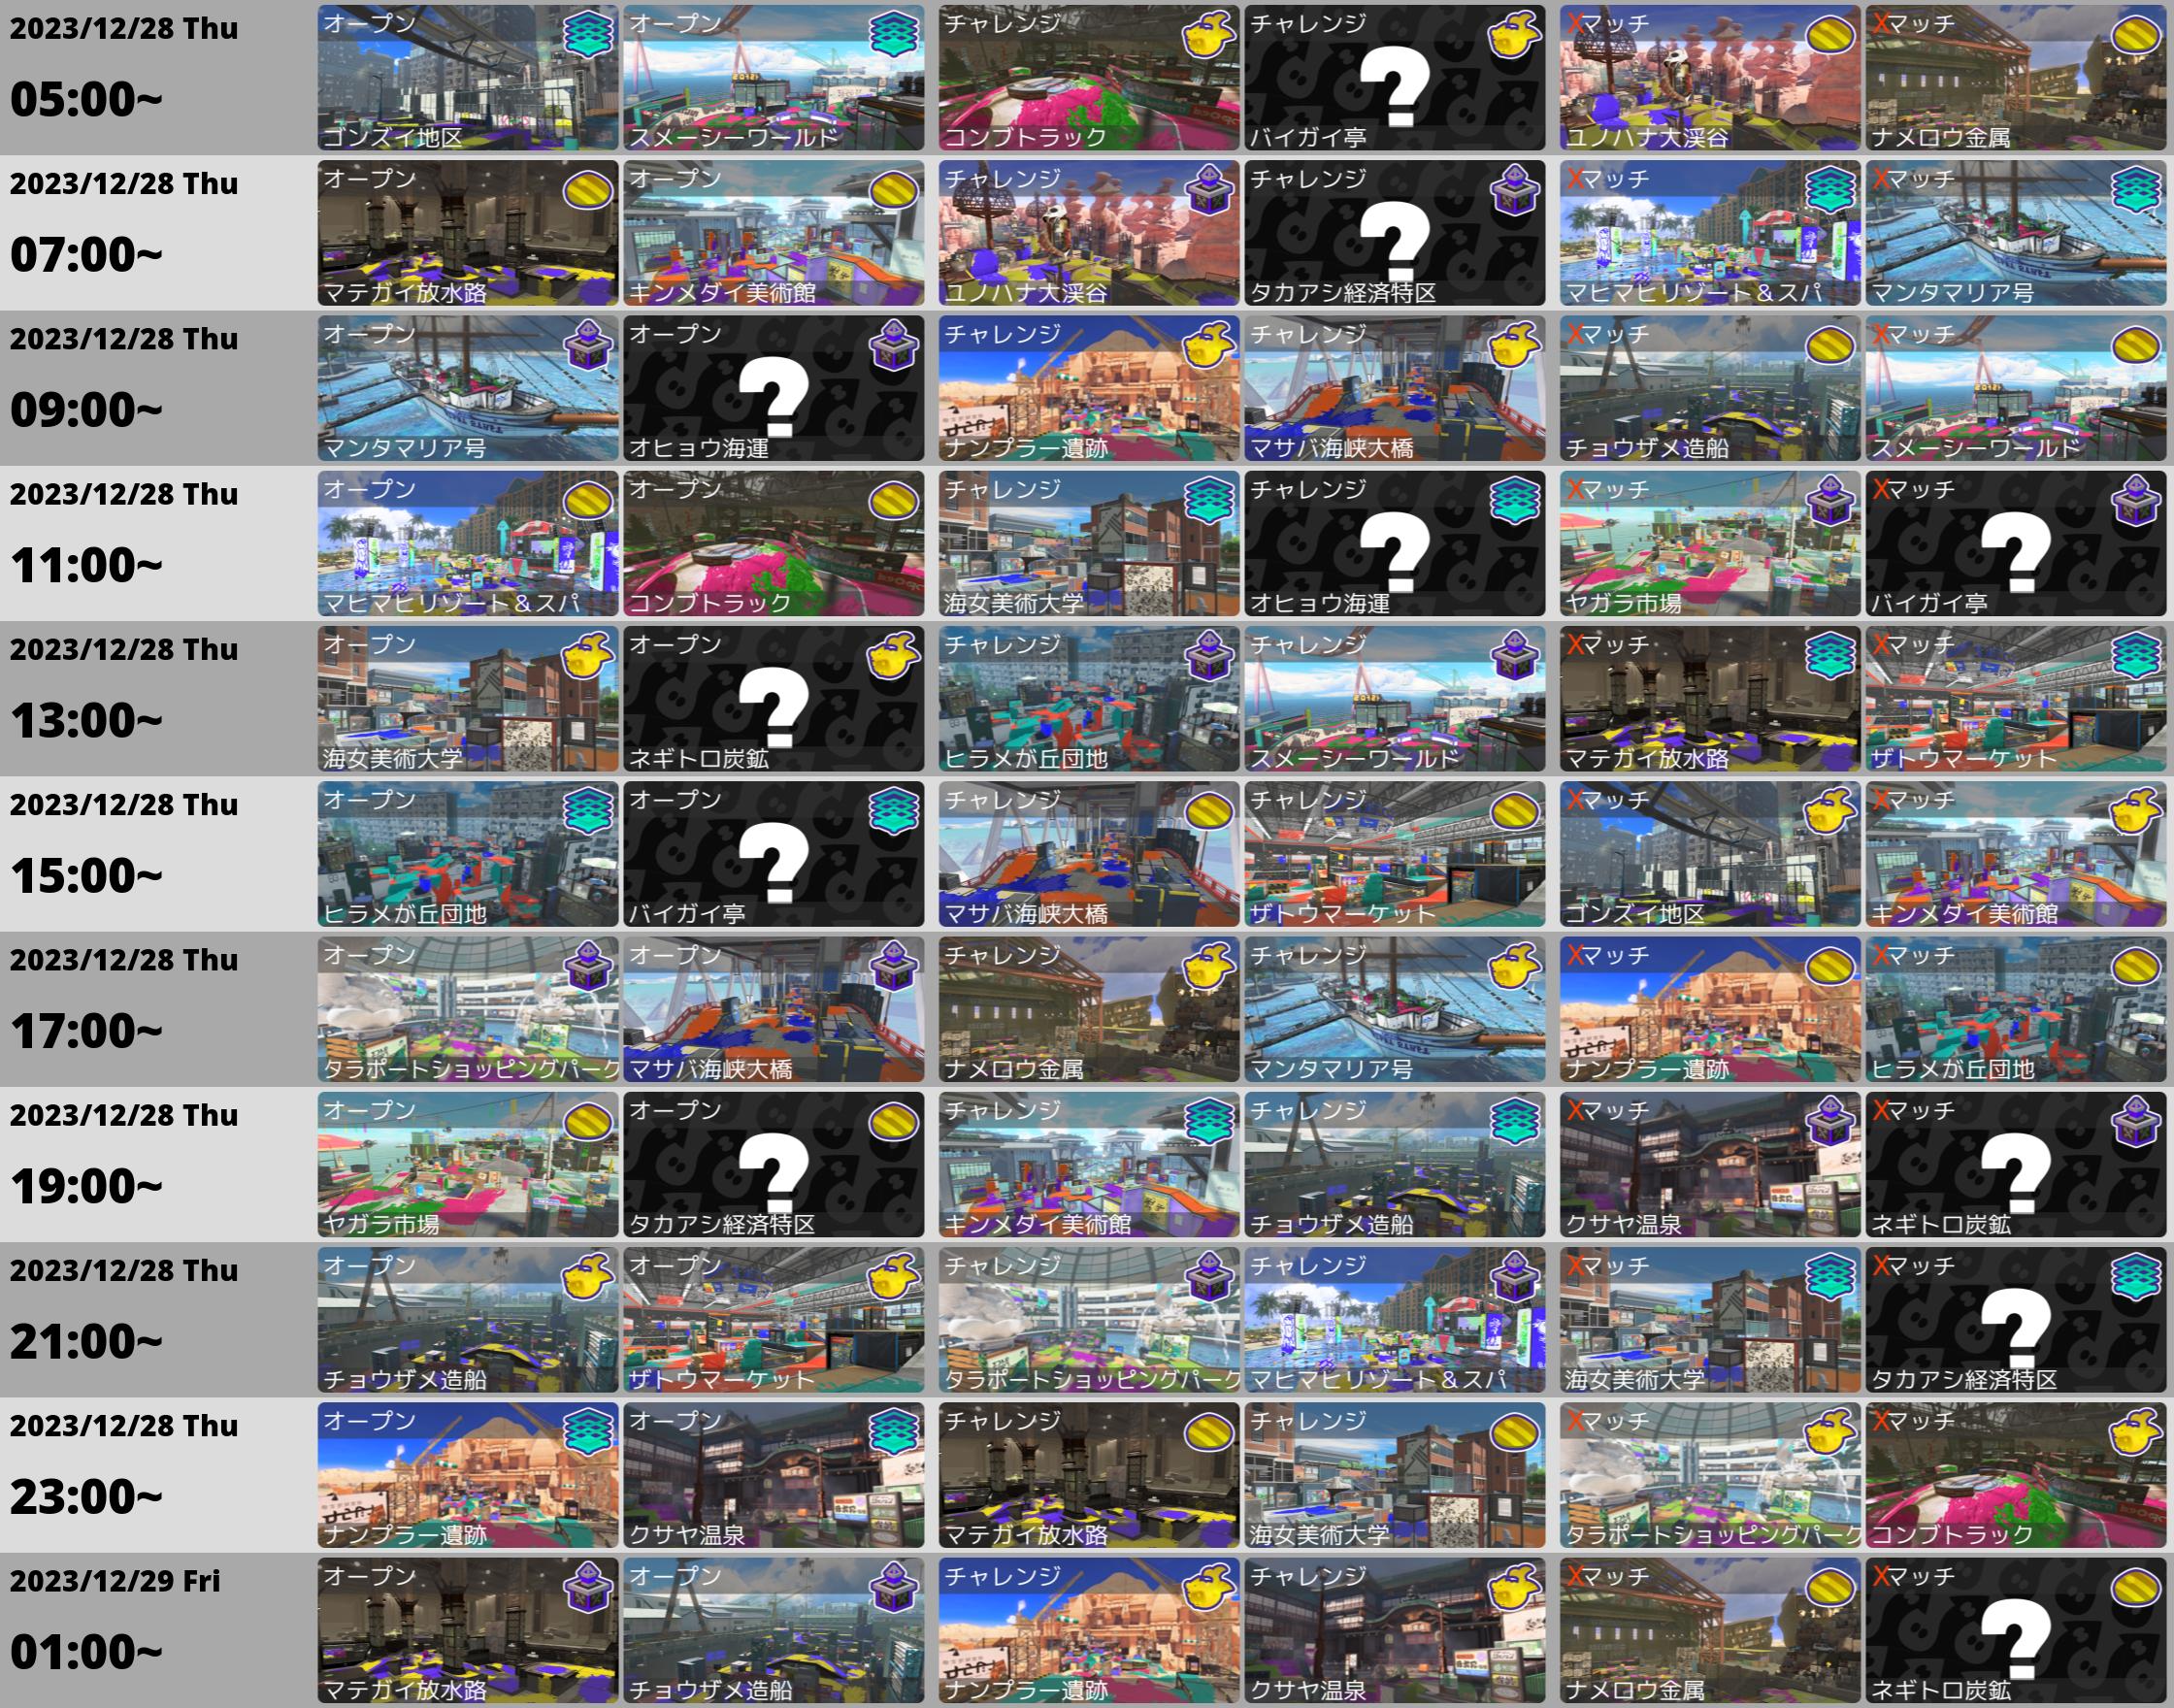 2023/12/28 Thu
05:00~
オープン
ゴンズイ地区
オープン
スメーシーワールド
チャレンジ
コンブトラック
チャレンジ
バイガイ亭
Xマッチ
ユノハナ大渓谷
Xマッチ
ナメロウ金属
2023/12/28 Thu
07:00~
オープン
マテガイ放水路
オープン
キンメダイ美術館
チャレンジ
ユノハナ大渓谷
チャレンジ
タカアシ経済特区
Xマッチ
マヒマヒリゾート＆スパ
Xマッチ
マンタマリア号
2023/12/28 Thu
09:00~
オープン
マンタマリア号
オープン
オヒョウ海運
チャレンジ
ナンプラー遺跡
チャレンジ
マサバ海峡大橋
Xマッチ
チョウザメ造船
Xマッチ
スメーシーワールド
2023/12/28 Thu
11:00~
オープン
マヒマヒリゾート＆スパ
オープン
コンブトラック
チャレンジ
海女美術大学
チャレンジ
オヒョウ海運
Xマッチ
ヤガラ市場
Xマッチ
バイガイ亭
2023/12/28 Thu
13:00~
オープン
海女美術大学
オープン
ネギトロ炭鉱
チャレンジ
ヒラメが丘団地
チャレンジ
スメーシーワールド
Xマッチ
マテガイ放水路
Xマッチ
ザトウマーケット
2023/12/28 Thu
15:00~
オープン
ヒラメが丘団地
オープン
バイガイ亭
チャレンジ
マサバ海峡大橋
チャレンジ
ザトウマーケット
Xマッチ
ゴンズイ地区
Xマッチ
キンメダイ美術館
2023/12/28 Thu
17:00~
オープン
タラポートショッピングパーク
オープン
マサバ海峡大橋
チャレンジ
ナメロウ金属
チャレンジ
マンタマリア号
Xマッチ
ナンプラー遺跡
Xマッチ
ヒラメが丘団地
2023/12/28 Thu
19:00~
オープン
ヤガラ市場
オープン
タカアシ経済特区
チャレンジ
キンメダイ美術館
チャレンジ
チョウザメ造船
Xマッチ
クサヤ温泉
Xマッチ
ネギトロ炭鉱
2023/12/28 Thu
21:00~
オープン
チョウザメ造船
オープン
ザトウマーケット
チャレンジ
タラポートショッピングパーク
チャレンジ
マヒマヒリゾート＆スパ
Xマッチ
海女美術大学
Xマッチ
タカアシ経済特区
2023/12/28 Thu
23:00~
オープン
ナンプラー遺跡
オープン
クサヤ温泉
チャレンジ
マテガイ放水路
チャレンジ
海女美術大学
Xマッチ
タラポートショッピングパーク
Xマッチ
コンブトラック
2023/12/29 Fri
01:00~
オープン
マテガイ放水路
オープン
チョウザメ造船
チャレンジ
ナンプラー遺跡
チャレンジ
クサヤ温泉
Xマッチ
ナメロウ金属
Xマッチ
ネギトロ炭鉱